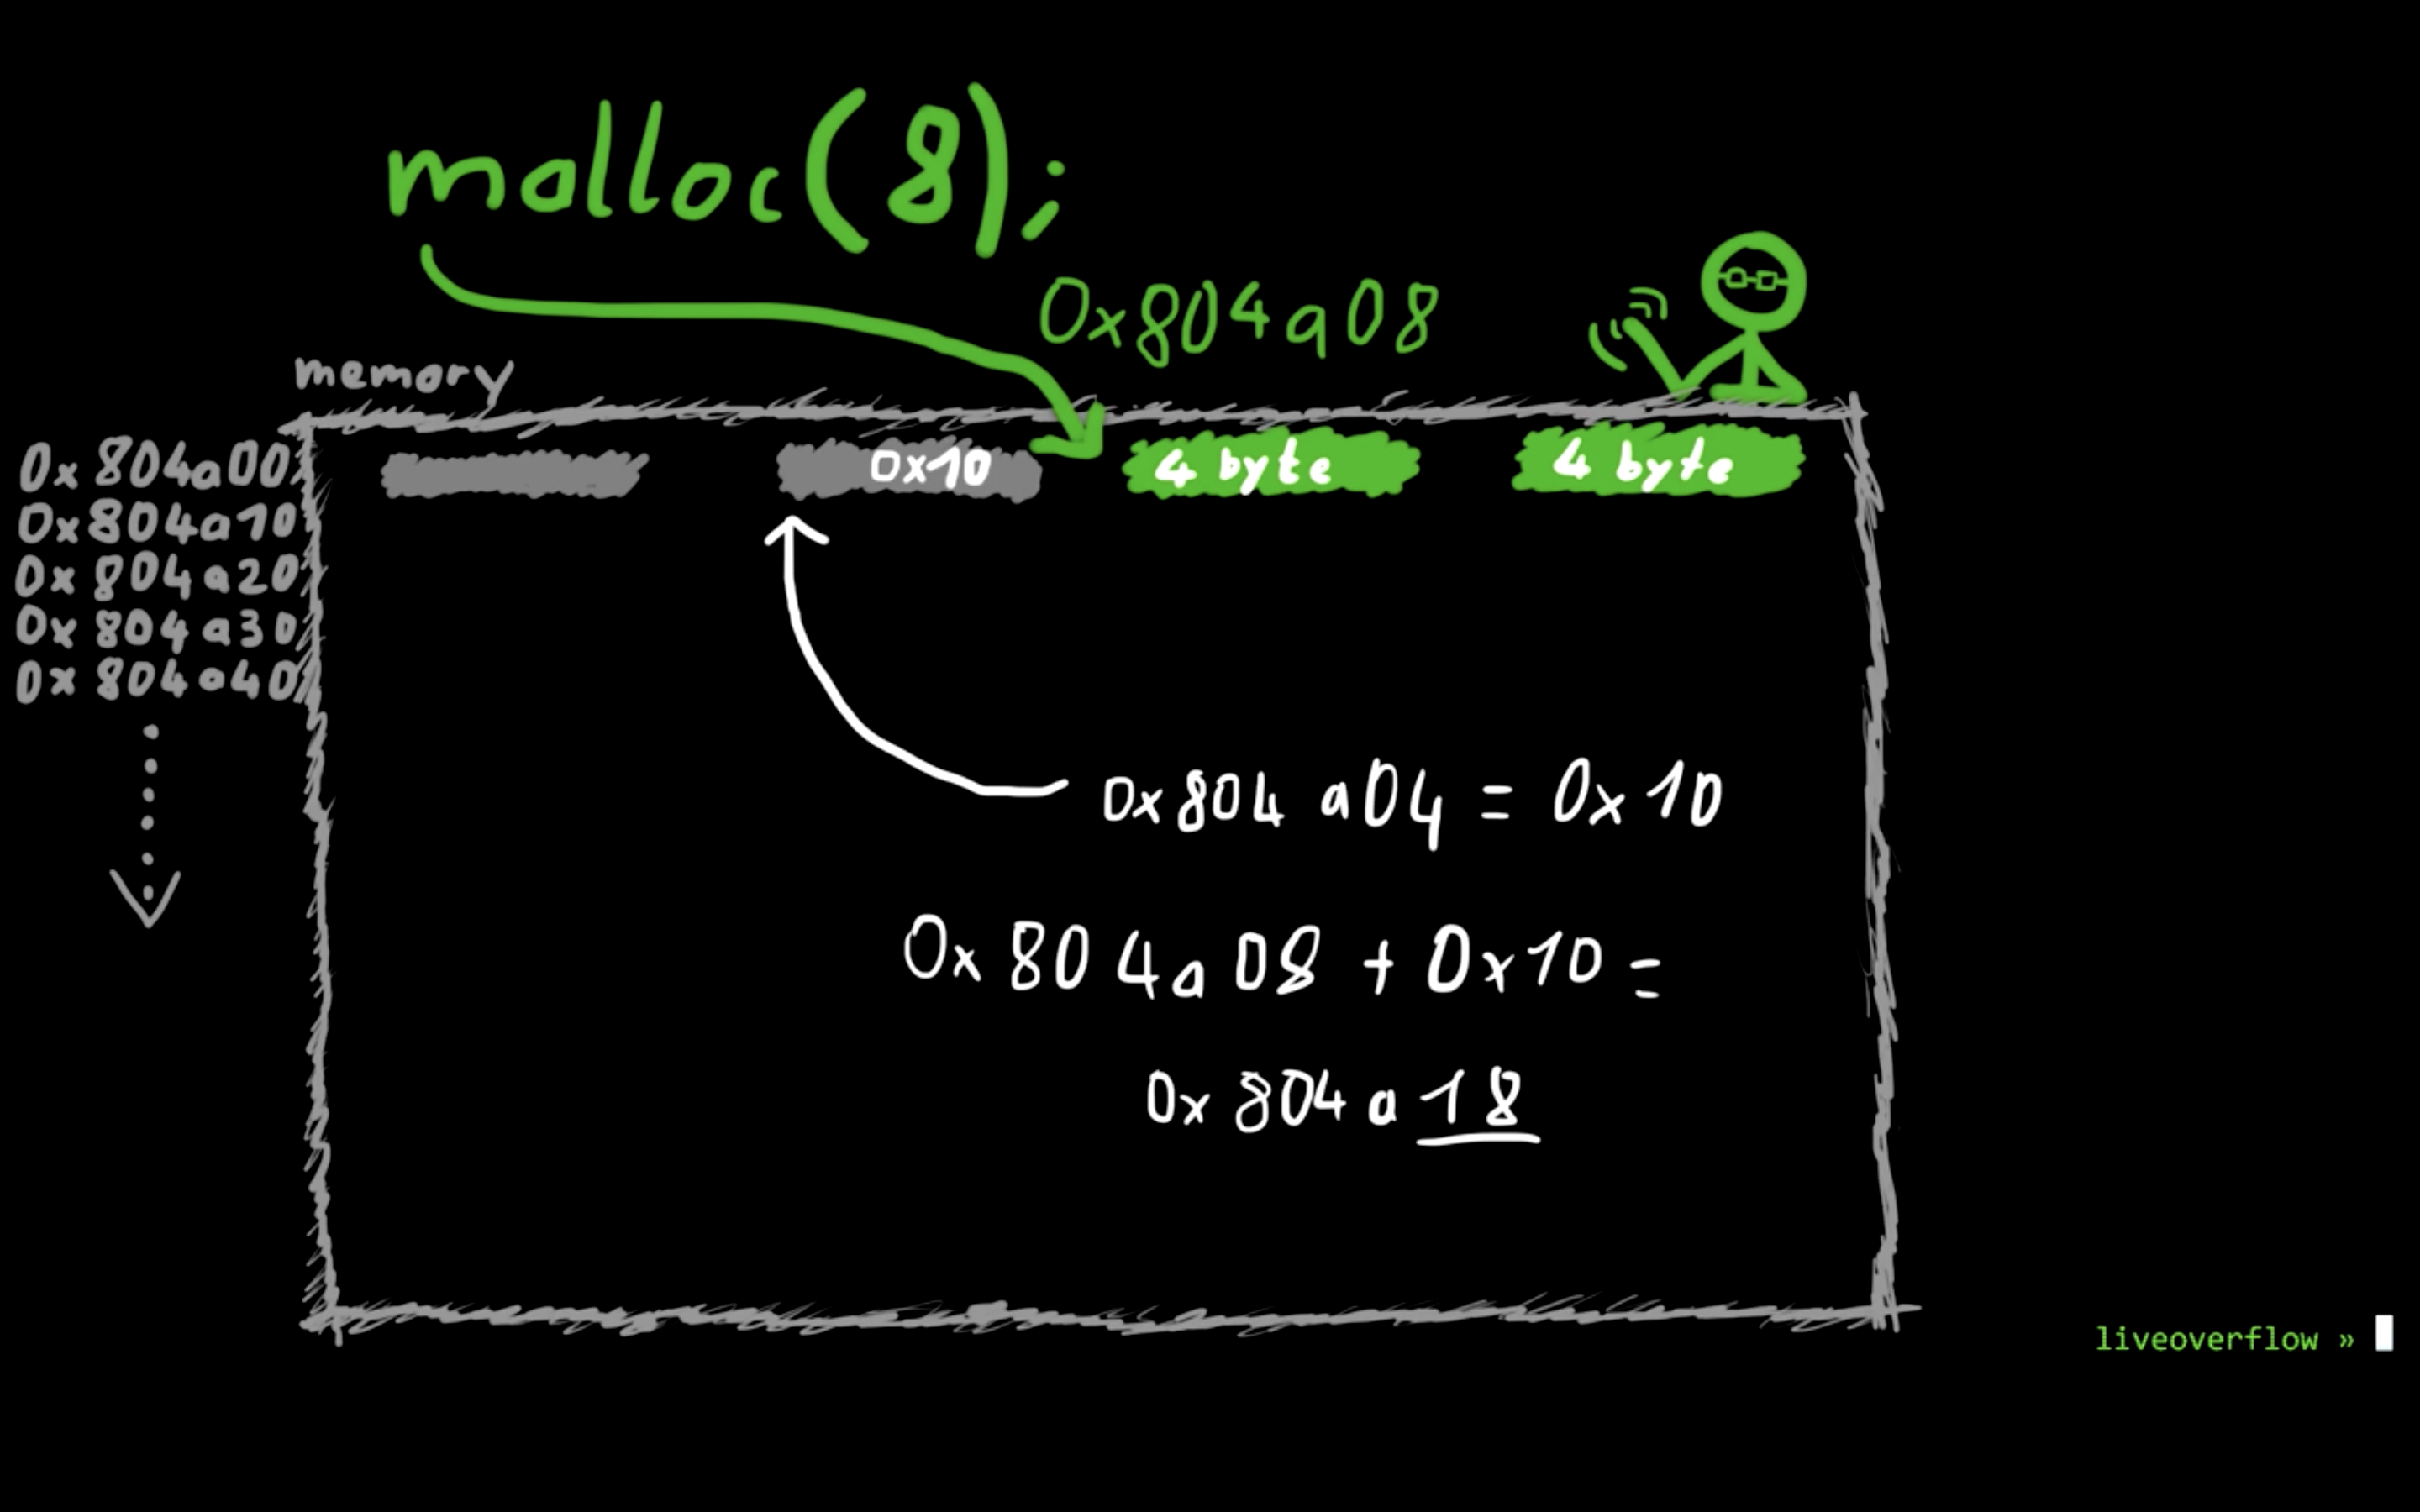 malloc(8);
0x804a08
memory
0x804a00
0x10
4 byte
4 byte
0x804a10
0x804a20
0x804a30
0x804a40
0x804a04 = 0x10
0x804a08 + 0x10 =
0x804a18
liveoverflow »